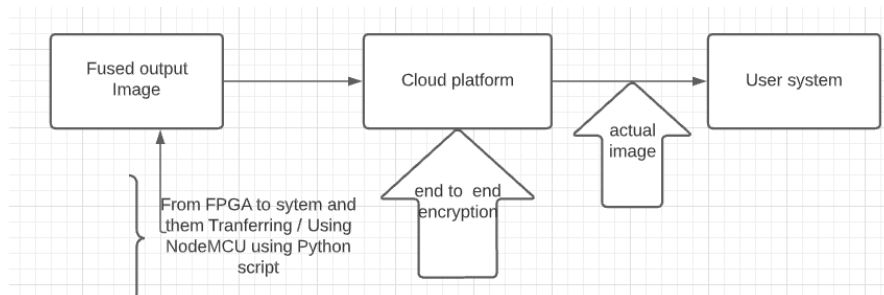 Fused output
Image
Cloud platform
User system
actual
image
end to end
encryption
From FPGA to sytem and
them Tranferring / Using
NodeMCU using Python
script